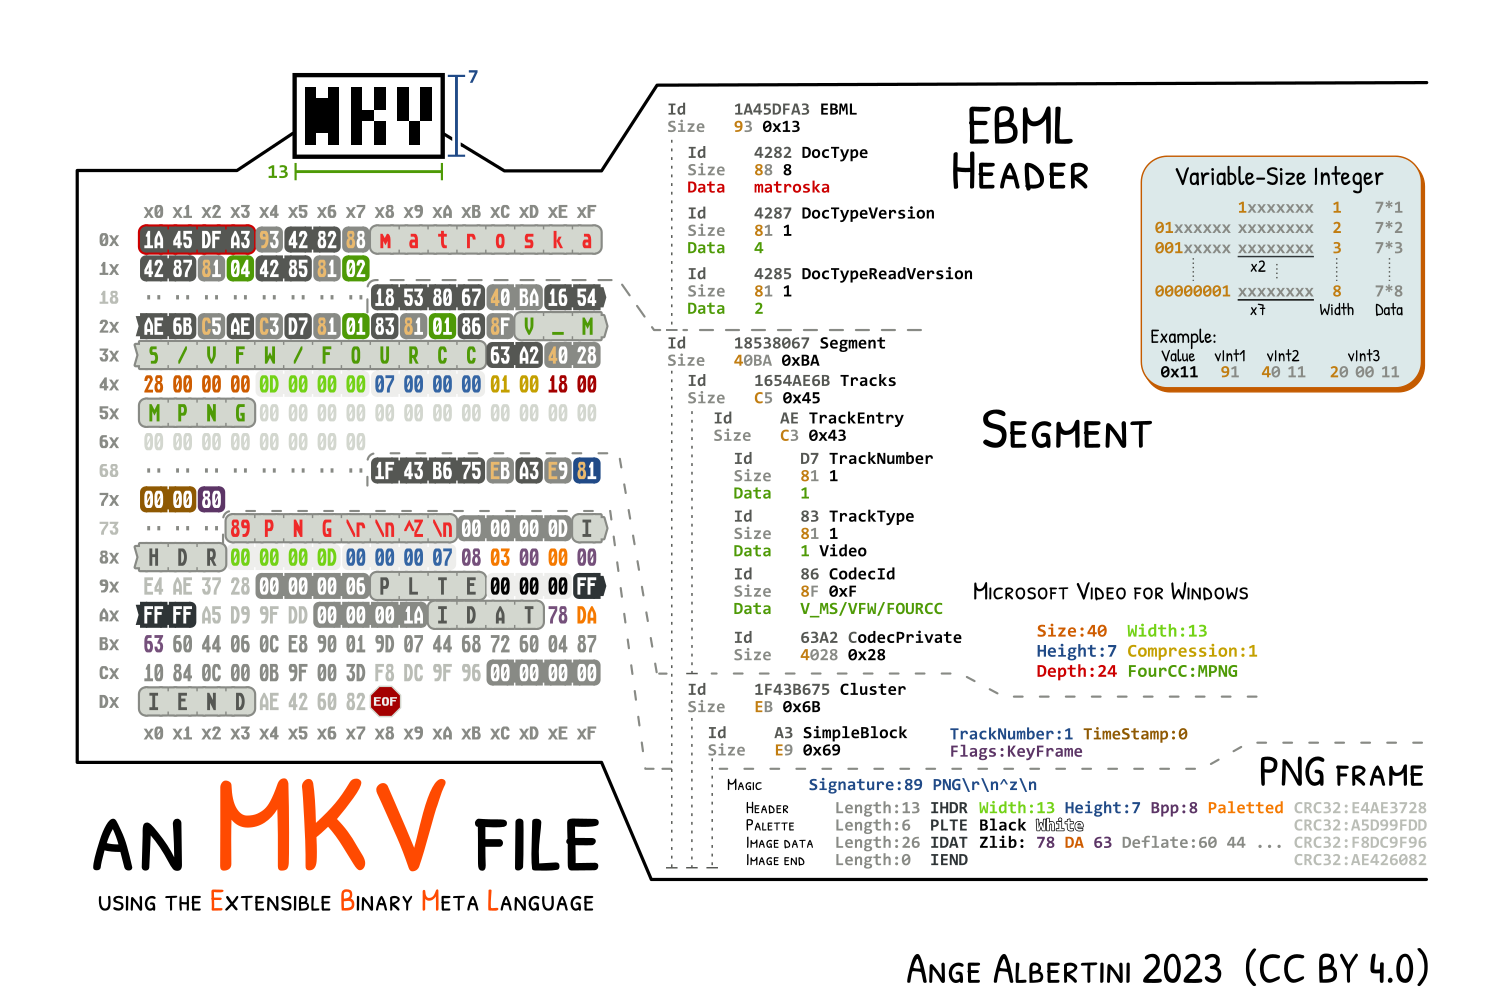 MKV
7
13
x0 x1 x2 x3 x4 x5 x6 x7 x8 x9 xA xB xC xD xE xF
0x 1A 45 DF A3 93 42 82 88 m a t r o s k a
1x 42 87 81 04 42 85 81 02
18 ·· ·· ·· ·· ·· ·· ·· ·· 18 53 80 67 40 BA 16 54
2x AE 6B C5 AE C3 D7 81 01 83 81 01 86 8F V _ M
3x S / V F W / F O U R C C 63 A2 40 28
4x 28 00 00 00 0D 00 00 00 07 00 00 00 01 00 18 00
5x M P N G 00 00 00 00 00 00 00 00 00 00 00 00
6x 00 00 00 00 00 00 00 00
68 ·· ·· ·· ·· ·· ·· ·· ·· 1F 43 B6 75 EB A3 E9 81
7x 00 00 80
73 ·· ·· ·· 89 P N G \r \n ^Z \n 00 00 00 0D I
8x H D R 00 00 00 0D 00 00 00 07 08 03 00 00 00
9x E4 AE 37 28 00 00 00 06 P L T E 00 00 00 FF
Ax FF FF A5 D9 9F DD 00 00 00 1A I D A T 78 DA
Bx 63 60 44 06 0C E8 90 01 9D 07 44 68 72 60 04 87
Cx 10 84 0C 00 0B 9F 00 3D F8 DC 9F 96 00 00 00 00
Dx I E N D AE 42 60 82 EOF
x0 x1 x2 x3 x4 x5 x6 x7 x8 x9 xA xB xC xD xE xF
AN MKV FILE
USING THE EXTENSIBLE BINARY META LANGUAGE
EBML
HEADER
Id 1A45DFA3 EBML
Size 93 0x13
Id 4282 DocType
Size 88 8
Data matroska
Id 4287 DocTypeVersion
Size 81 1
Data 4
Id 4285 DocTypeReadVersion
Size 81 1
Data 2
Variable-Size Integer
1xxxxxxx 1 7*1
01xxxxxx xxxxxxxx 2 7*2
001xxxxx xxxxxxxx 3 7*3
x2
00000001 xxxxxxxx 8 7*8
x7 Width Data
Example:
Value vInt1 vInt2 vInt3
0x11 91 40 11 20 00 11
SEGMENT
Id 18538067 Segment
Size 40BA 0xBA
Id 1654AE6B Tracks
Size C5 0x45
Id AE TrackEntry
Size C3 0x43
Id D7 TrackNumber
Size 81 1
Data 1
Id 83 TrackType
Size 81 1
Data 1 Video
Id 86 CodecId
Size 8F 0xF
Data V_MS/VFW/FOURCC
Id 63A2 CodecPrivate
Size 4028 0x28
MICROSOFT VIDEO FOR WINDOWS
Size:40 Width:13
Height:7 Compression:1
Depth:24 FourCC:MPNG
Id 1F43B675 Cluster
Size EB 0x6B
Id A3 SimpleBlock
Size E9 0x69
TrackNumber:1 TimeStamp:0
Flags:KeyFrame
PNG FRAME
MAGIC Signature:89 PNG\r\n^z\n
HEADER Length:13 IHDR Width:13 Height:7 Bpp:8 Paletted CRC32:E4AE3728
PALETTE Length:6 PLTE Black White CRC32:A5D99FDD
IMAGE DATA Length:26 IDAT Zlib: 78 DA 63 Deflate:60 44 ... CRC32:F8DC9F96
IMAGE END Length:0 IEND CRC32:AE426082
ANGE ALBERTINI 2023 (CC BY 4.0)